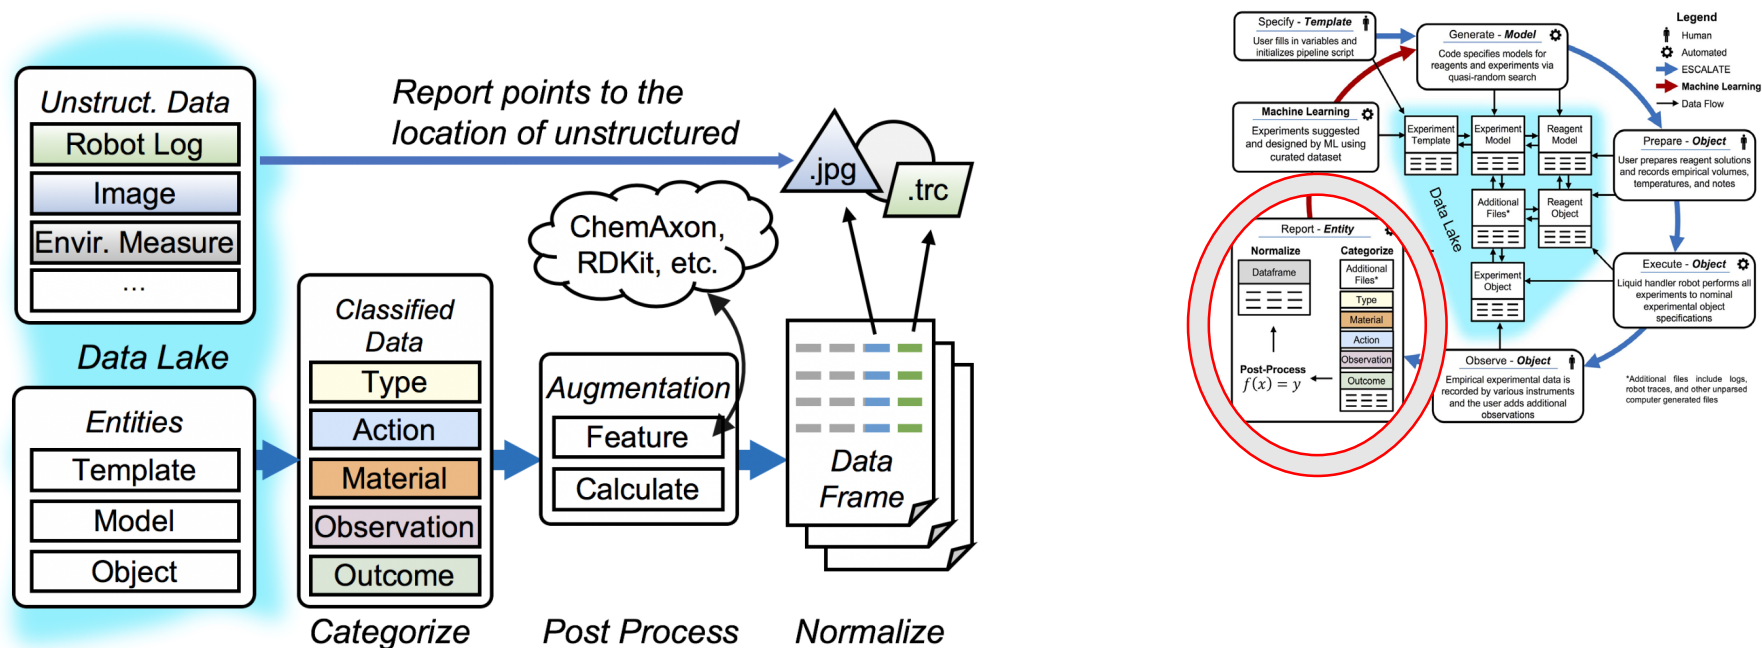 Unstruct. Data
Robot Log
Image
Envir. Measure
...
Data Lake
Entities
Template
Model
Object
Classified
Data
Type
Action
Material
Observation
Outcome
Categorize
Report points to the
location of unstructured
ChemAxon,
RDKit, etc.
Augmentation
Feature
Calculate
Post Process
.jpg
.trc
Data
Frame
Normalize
Specify - Template
User fills in variables and
initializes pipeline script
Generate - Model
Code specifies models for
reagents and experiments via
quasi-random search
Legend
Human
Automated
ESCALATE
Machine Learning
Data Flow
Machine Learning
Experiments suggested
and designed by ML using
curated dataset
Experiment
Template
Experiment
Model
Reagent
Model
Prepare - Object
User prepares reagent solutions
and records empirical volumes,
temperatures, and notes
Data Lake
Additional
Files*
Reagent
Object
Experiment
Object
Report - Entity
Normalize
Dataframe
Post-Process
f(x) = y
Categorize
Additional
Files*
Type
Material
Action
Observation
Outcome
Execute - Object
Liquid handler robot performs all
experiments to nominal
experimental object
specifications
Observe - Object
Empirical experimental data is
recorded by various instruments
and the user adds additional
observations
*Additional files include logs,
robot traces, and other unparsed
computer generated files